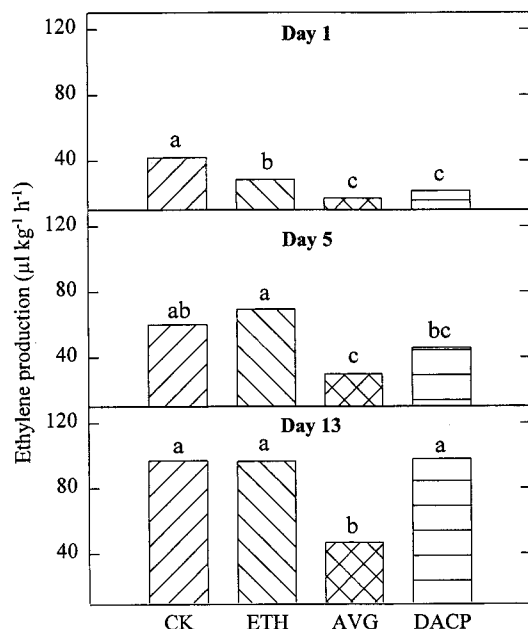 120
Day 1
80
a
b
40
c
c
120
Day 5
a
80
ab
bc
c
40
120
Day 13
a
a
a
80
b
40
CK
ETH
AVG
DACP
Ethylene production (µl kg⁻¹ h⁻¹)